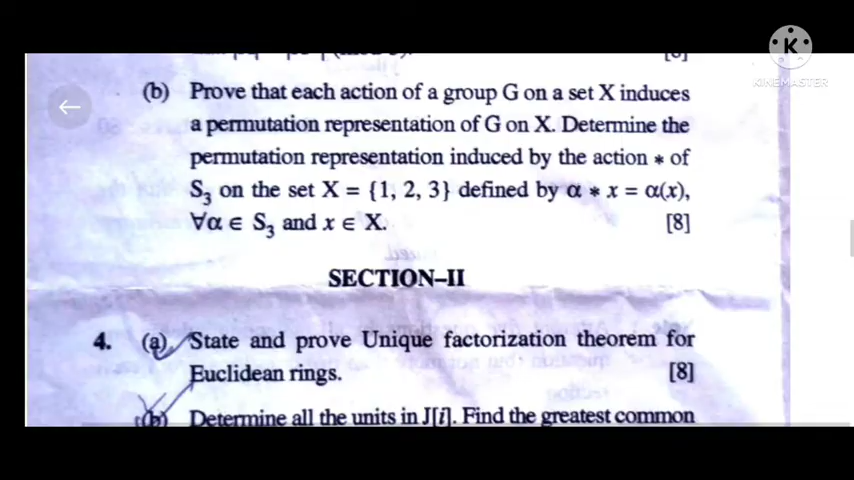 K
KINEMASTER
(b) Prove that each action of a group G on a set X induces
a permutation representation of G on X. Determine the
permutation representation induced by the action * of
S₃ on the set X = {1, 2, 3} defined by α * x = α(x),
∀α ∈ S₃ and x ∈ X. [8]
SECTION–II
4. (a) State and prove Unique factorization theorem for
Euclidean rings. [8]
(b) Determine all the units in J[i]. Find the greatest common